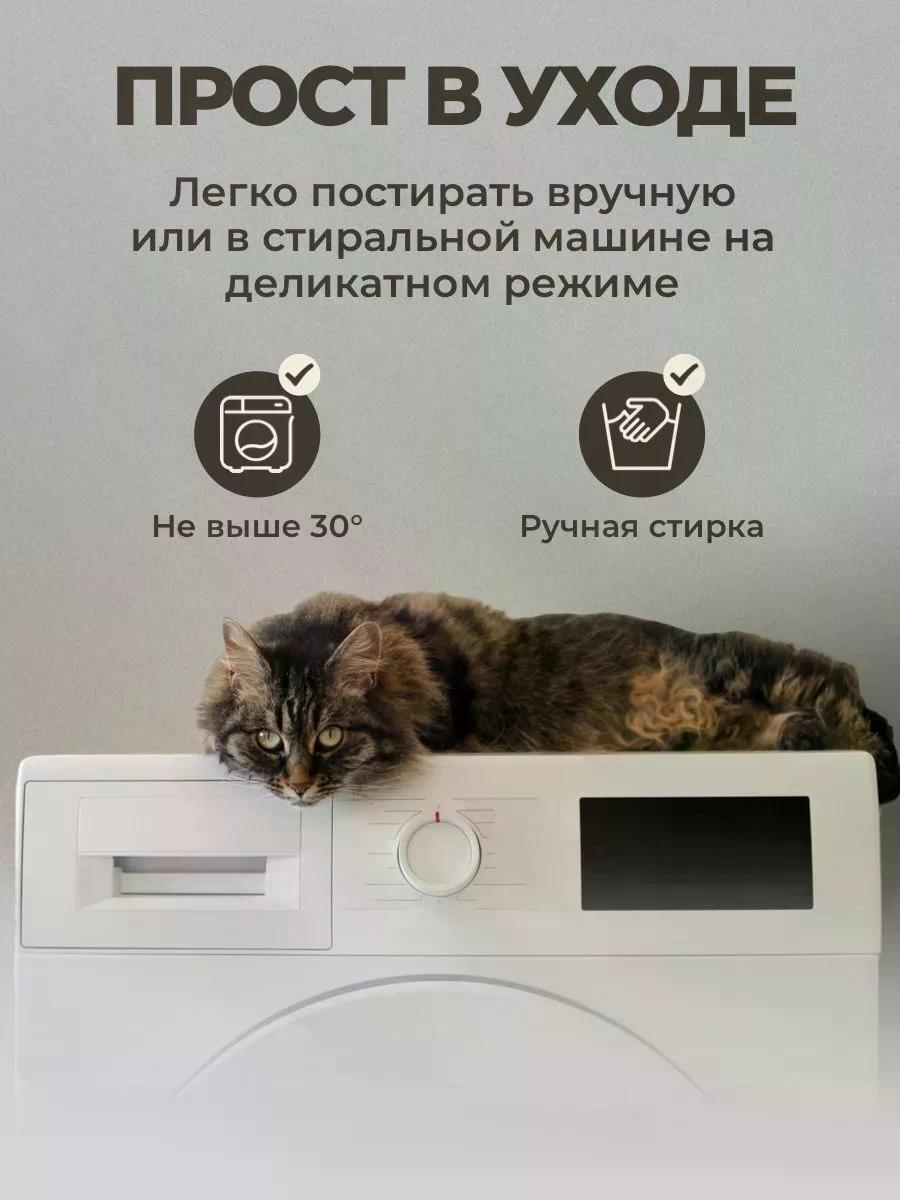 ПРОСТ В УХОДЕ
Легко постирать вручную
или в стиральной машине на
деликатном режиме
Не выше 30°
Ручная стирка